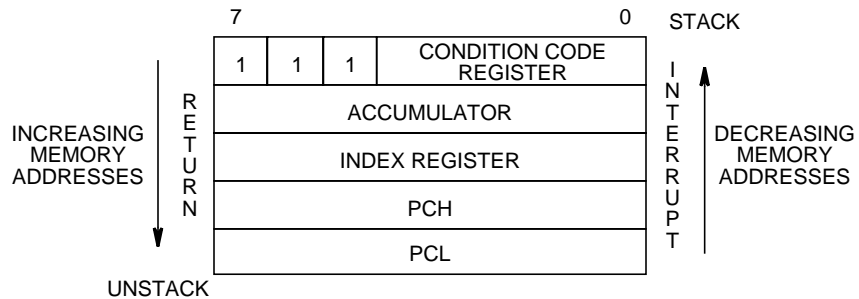 7 0 STACK
1 1 1 CONDITION CODE
REGISTER
ACCUMULATOR
INDEX REGISTER
PCH
PCL
INCREASING
MEMORY
ADDRESSES
RETURN
INTERRUPT
DECREASING
MEMORY
ADDRESSES
UNSTACK